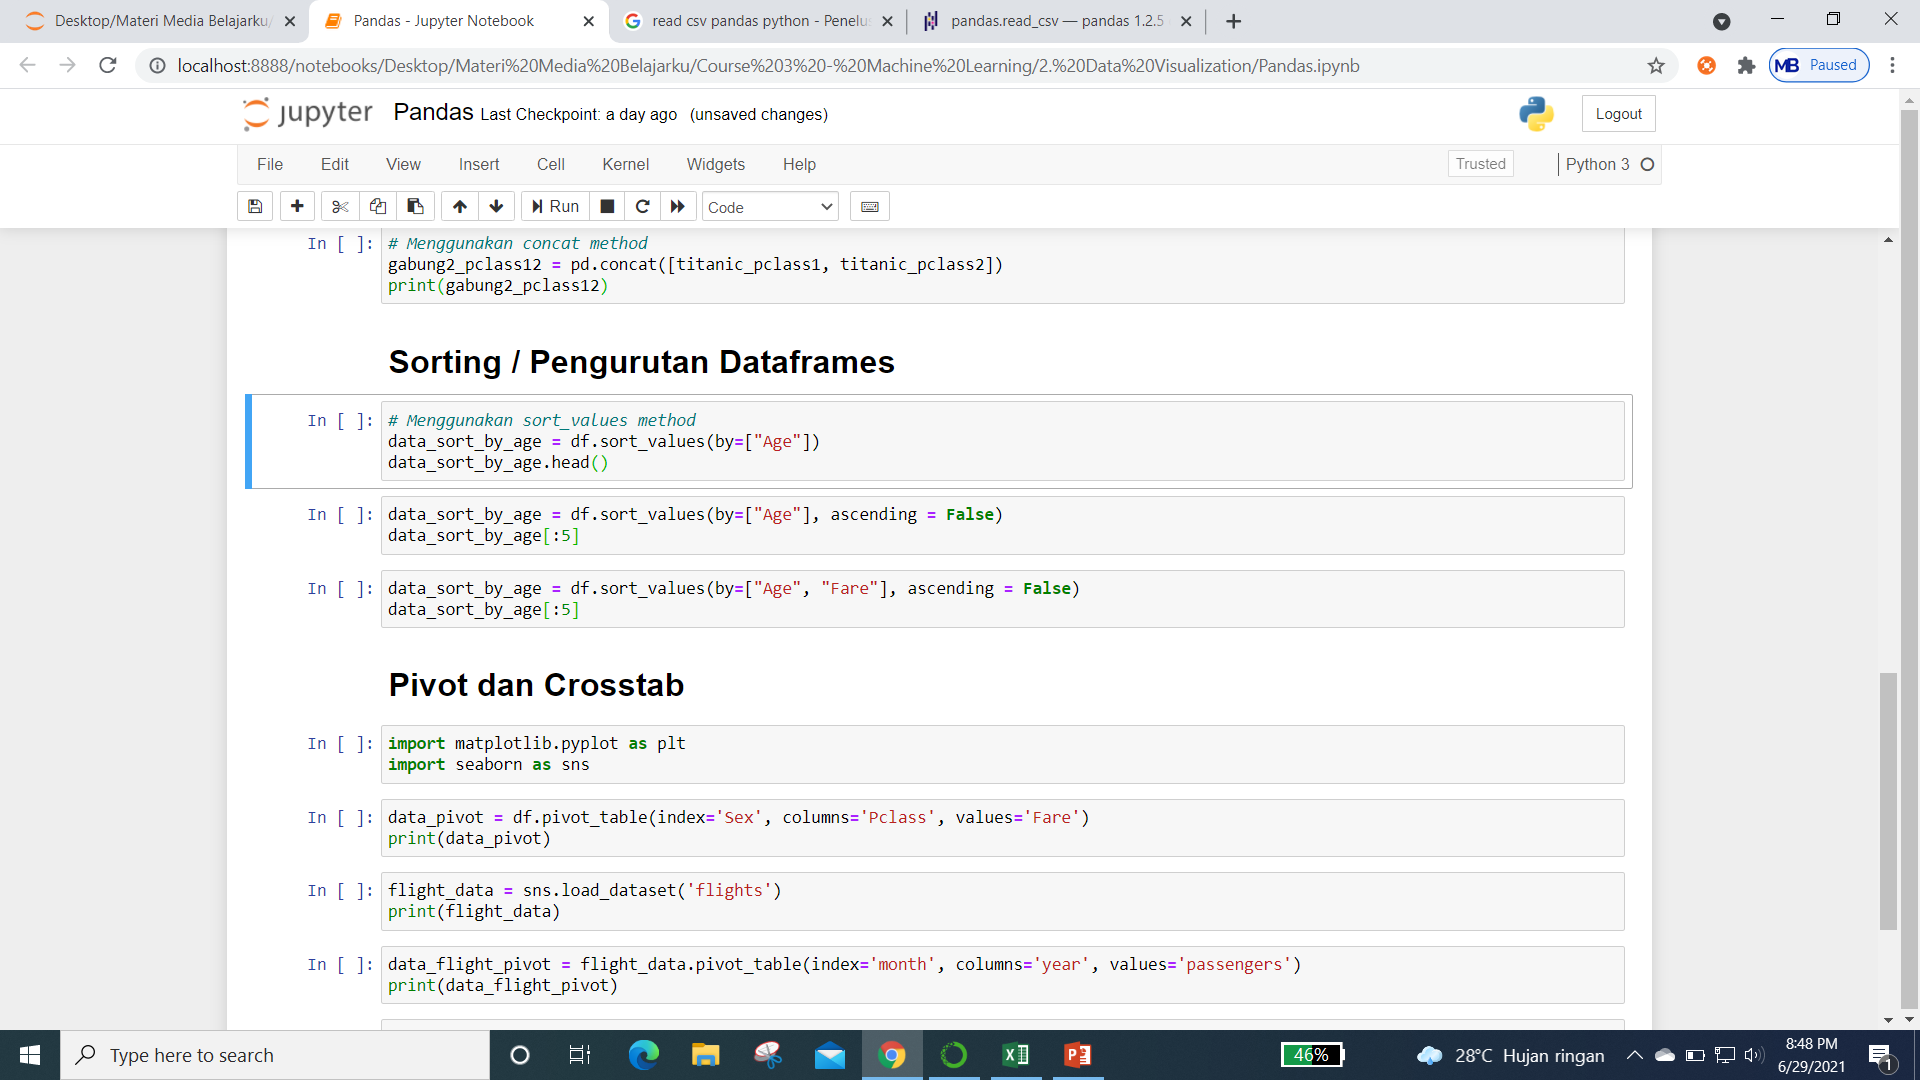 Desktop/Materi Media Belajarku/
Pandas - Jupyter Notebook
read csv pandas python - Penelu
pandas.read_csv — pandas 1.2.5
localhost:8888/notebooks/Desktop/Materi%20Media%20Belajarku/Course%203%20-%20Machine%20Learning/2.%20Data%20Visualization/Pandas.ipynb
MB Paused
jupyter Pandas Last Checkpoint: a day ago (unsaved changes)
Logout
File Edit View Insert Cell Kernel Widgets Help
Trusted
Python 3
Run
Code
In [ ]: # Menggunakan concat method
gabung2_pclass12 = pd.concat([titanic_pclass1, titanic_pclass2])
print(gabung2_pclass12)
Sorting / Pengurutan Dataframes
In [ ]: # Menggunakan sort_values method
data_sort_by_age = df.sort_values(by=["Age"])
data_sort_by_age.head()
In [ ]: data_sort_by_age = df.sort_values(by=["Age"], ascending = False)
data_sort_by_age[:5]
In [ ]: data_sort_by_age = df.sort_values(by=["Age", "Fare"], ascending = False)
data_sort_by_age[:5]
Pivot dan Crosstab
In [ ]: import matplotlib.pyplot as plt
import seaborn as sns
In [ ]: data_pivot = df.pivot_table(index='Sex', columns='Pclass', values='Fare')
print(data_pivot)
In [ ]: flight_data = sns.load_dataset('flights')
print(flight_data)
In [ ]: data_flight_pivot = flight_data.pivot_table(index='month', columns='year', values='passengers')
print(data_flight_pivot)
Type here to search
46%
28°C Hujan ringan
8:48 PM
6/29/2021
1